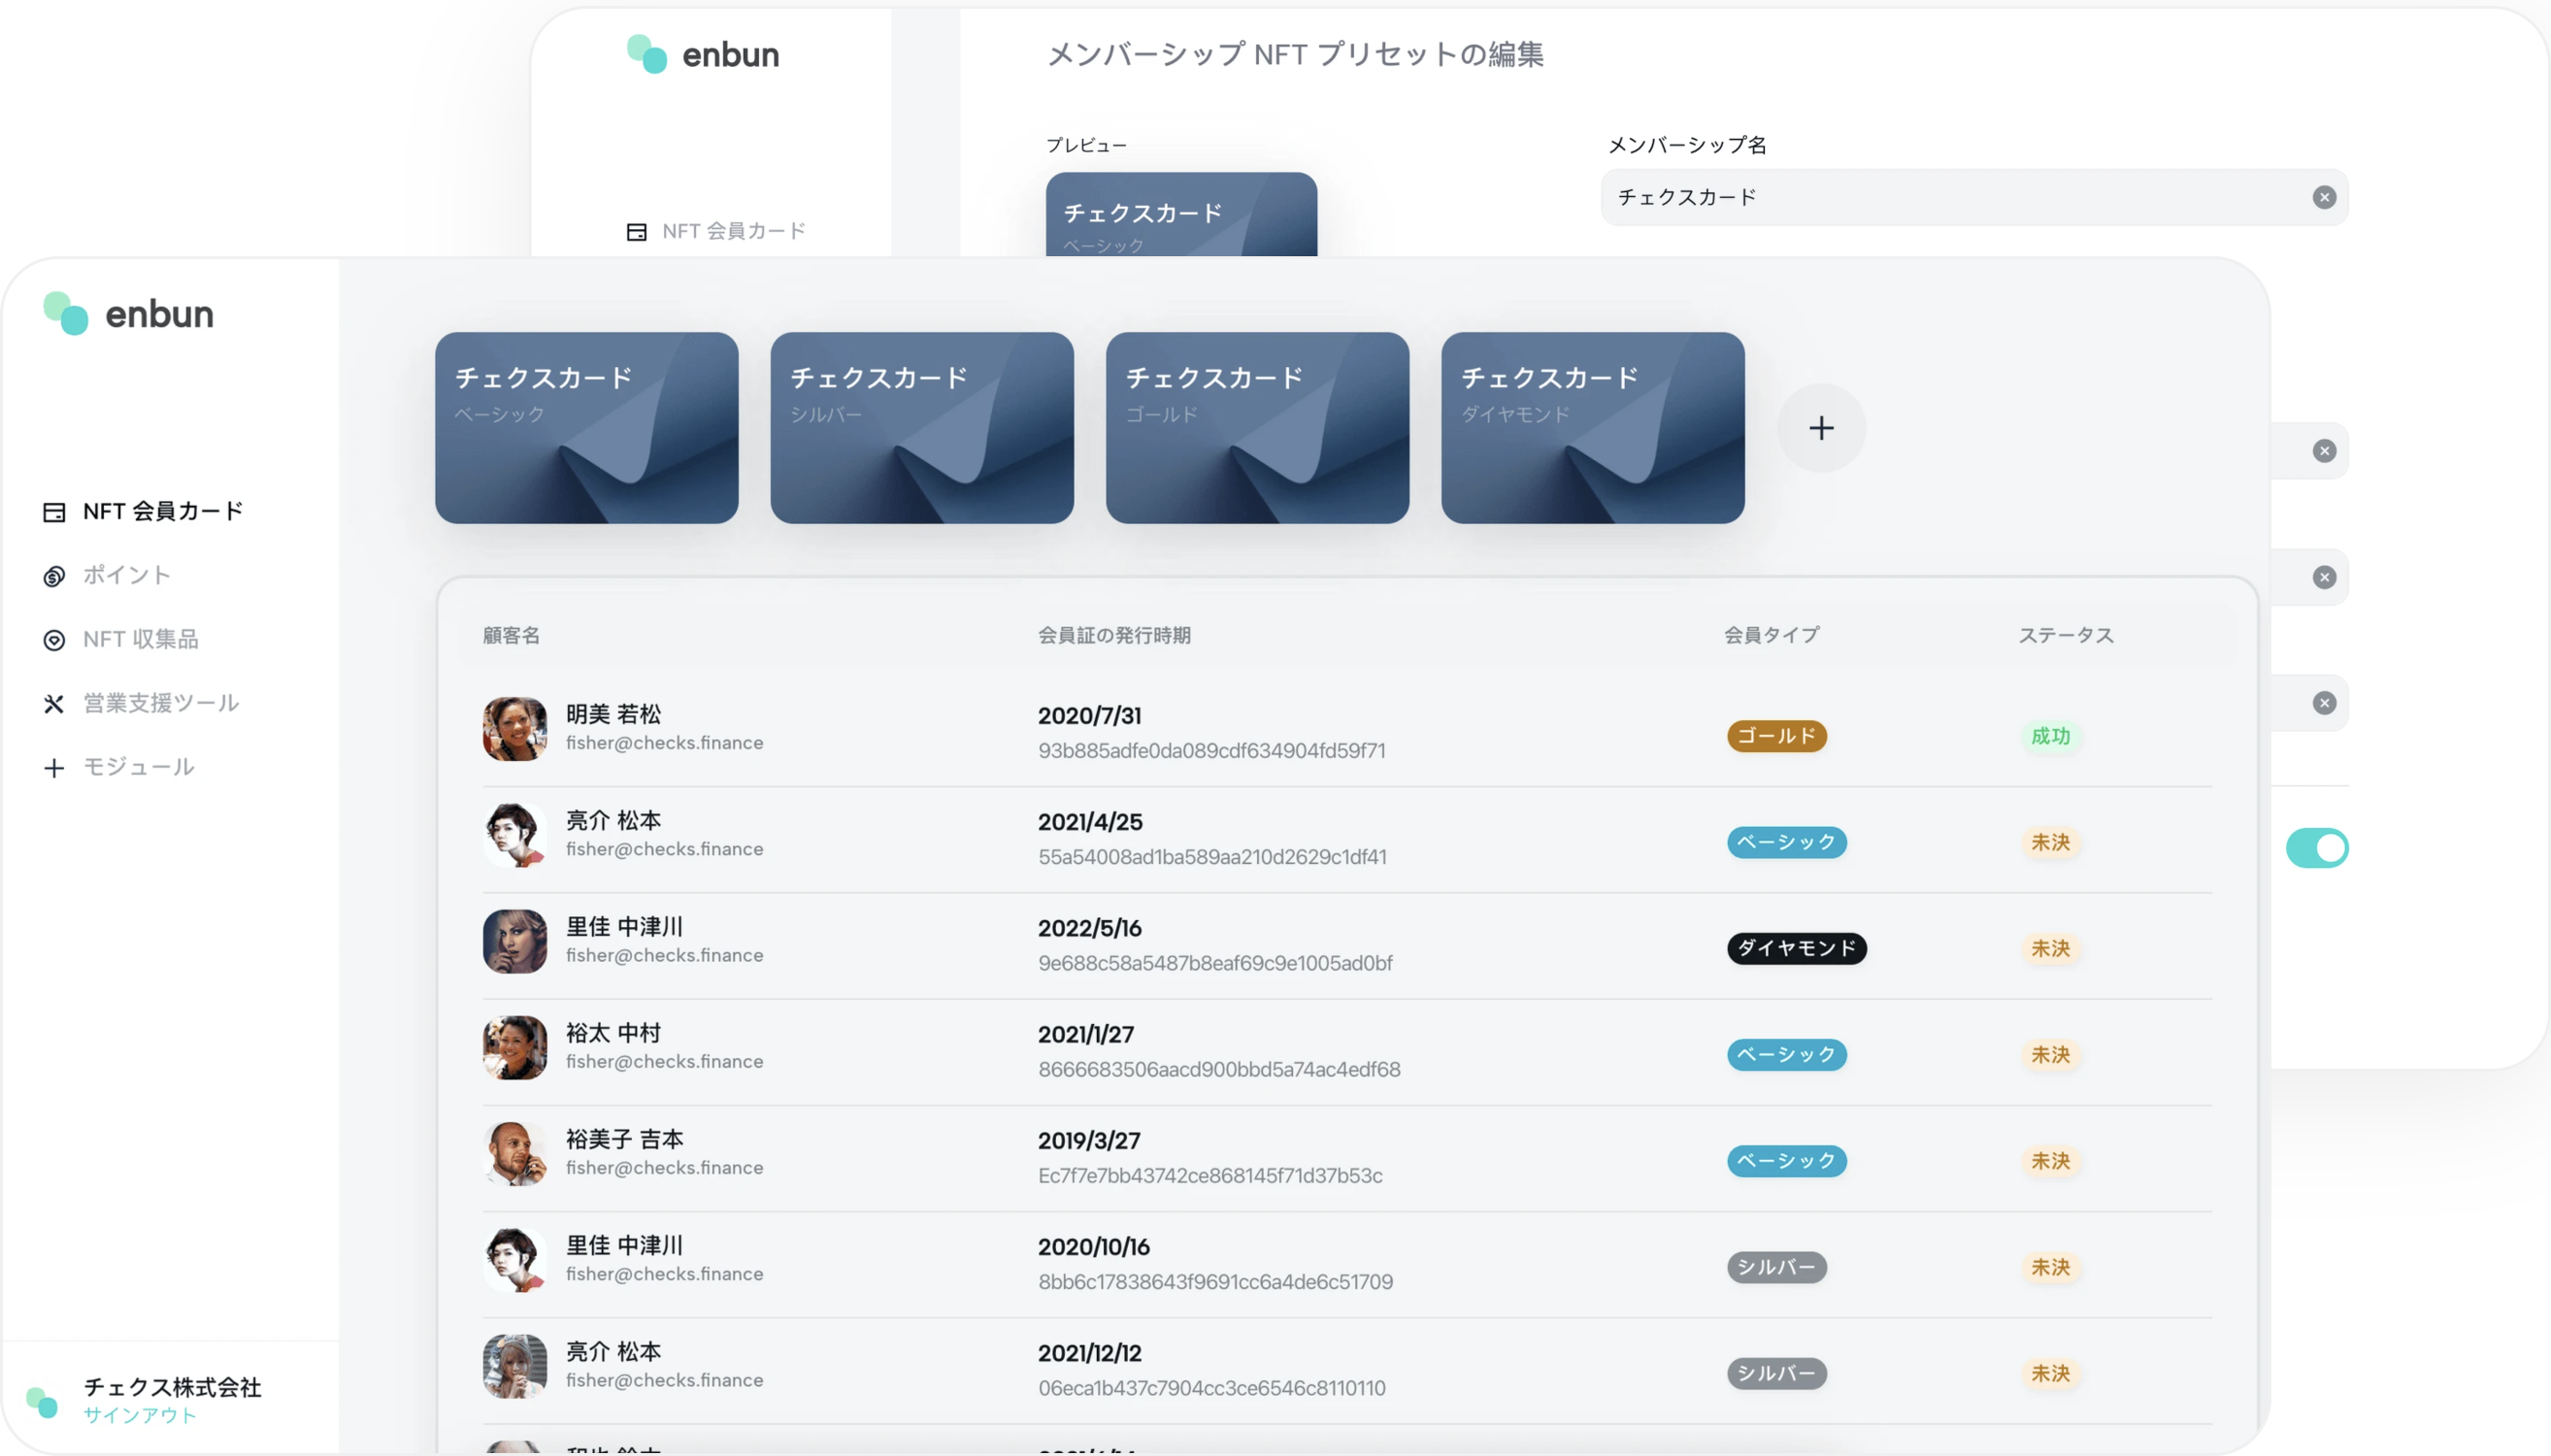 enbun
メンバーシップ NFT プリセットの編集
プレビュー
メンバーシップ名
チェクスカード
ベーシック
チェクスカード
NFT 会員カード
enbun
NFT 会員カード
ポイント
NFT 収集品
営業支援ツール
モジュール
チェクス株式会社
サインアウト
チェクスカード
ベーシック
チェクスカード
シルバー
チェクスカード
ゴールド
チェクスカード
ダイヤモンド
顧客名 会員証の発行時期 会員タイプ ステータス
明美 若松 2020/7/31 ゴールド 成功
fisher@checks.finance 93b885adfe0da089cdf634904fd59f71
亮介 松本 2021/4/25 ベーシック 未決
fisher@checks.finance 55a54008ad1ba589aa210d2629c1df41
里佳 中津川 2022/5/16 ダイヤモンド 未決
fisher@checks.finance 9e688c58a5487b8eaf69c9e1005ad0bf
裕太 中村 2021/1/27 ベーシック 未決
fisher@checks.finance 8666683506aacd900bbd5a74ac4edf68
裕美子 吉本 2019/3/27 ベーシック 未決
fisher@checks.finance Ec7f7e7bb43742ce868145f71d37b53c
里佳 中津川 2020/10/16 シルバー 未決
fisher@checks.finance 8bb6c17838643f9691cc6a4de6c51709
亮介 松本 2021/12/12 シルバー 未決
fisher@checks.finance 06eca1b437c7904cc3ce6546c8110110